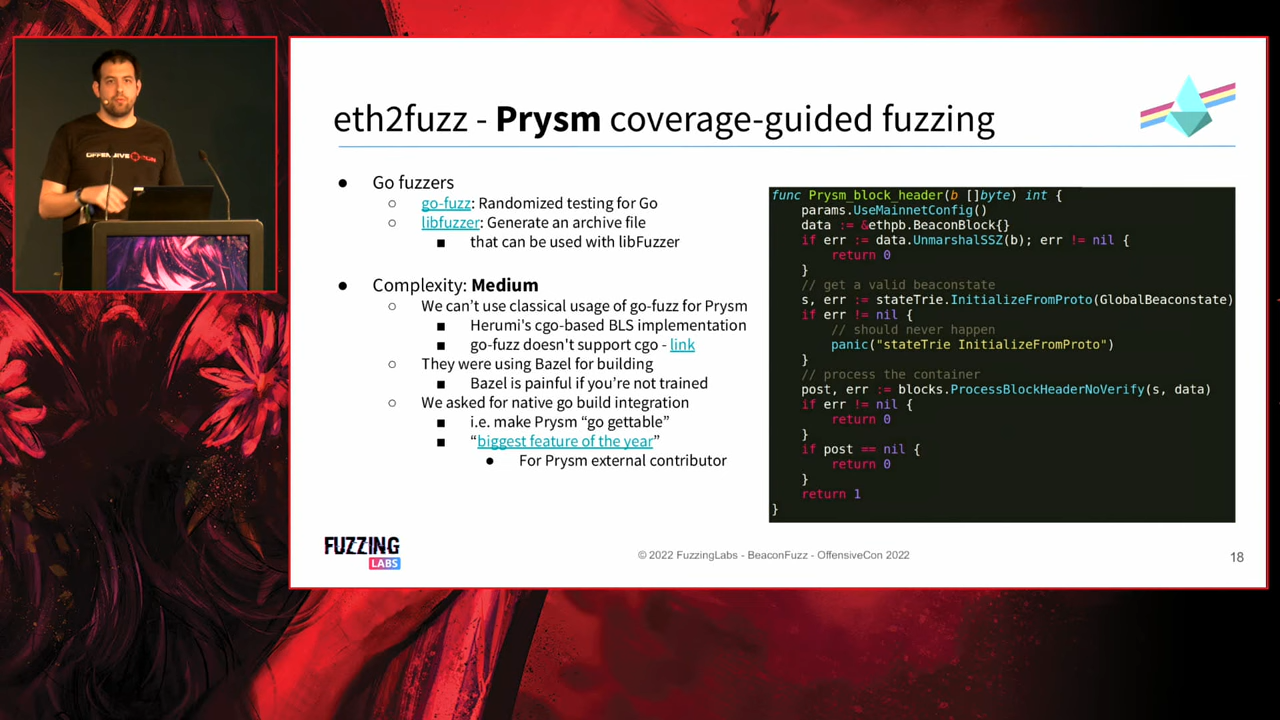 OFFENSIVE CON
eth2fuzz - Prysm coverage-guided fuzzing
● Go fuzzers
○ go-fuzz: Randomized testing for Go
○ libfuzzer: Generate an archive file
■ that can be used with libFuzzer
● Complexity: Medium
○ We can't use classical usage of go-fuzz for Prysm
■ Herumi's cgo-based BLS implementation
■ go-fuzz doesn't support cgo - link
○ They were using Bazel for building
■ Bazel is painful if you're not trained
○ We asked for native go build integration
■ i.e. make Prysm “go gettable”
■ “biggest feature of the year”
● For Prysm external contributor
func Prysm_block_header(b []byte) int {
    params.UseMainnetConfig()
    data := &ethpb.BeaconBlock{}
    if err := data.UnmarshalSSZ(b); err != nil {
        return 0
    }
    // get a valid beaconstate
    s, err := stateTrie.InitializeFromProto(GlobalBeaconstate)
    if err != nil {
        // should never happen
        panic("stateTrie InitializeFromProto")
    }
    // process the container
    post, err := blocks.ProcessBlockHeaderNoVerify(s, data)
    if err != nil {
        return 0
    }
    if post == nil {
        return 0
    }
    return 1
}
FUZZING
LABS
© 2022 FuzzingLabs - BeaconFuzz - OffensiveCon 2022
18